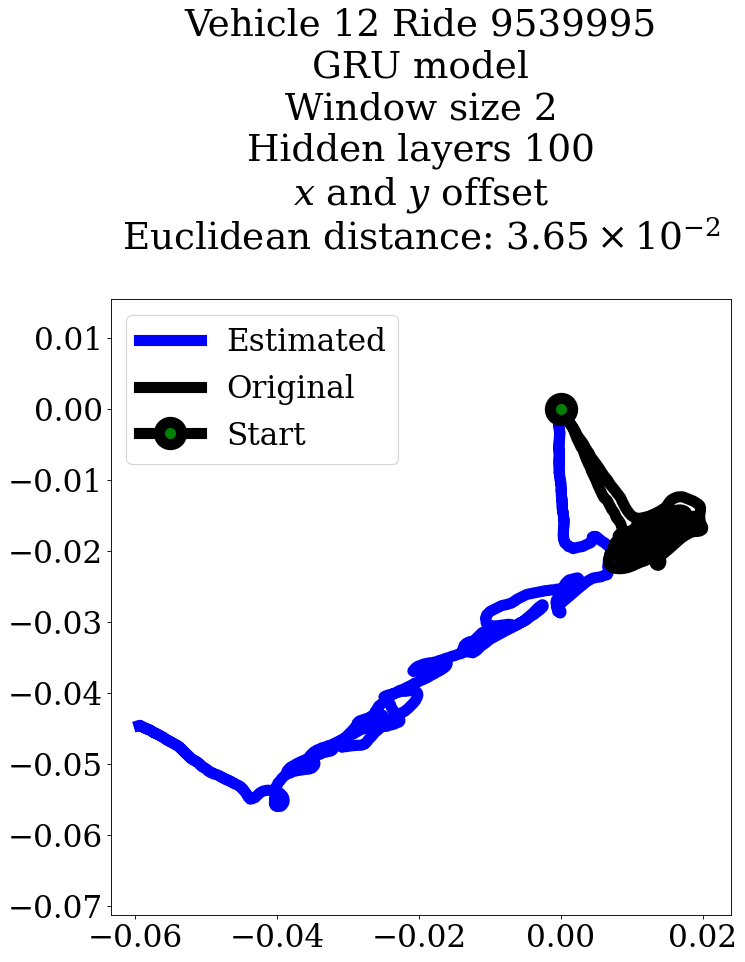 Vehicle 12 Ride 9539995
GRU model
Window size 2
Hidden layers 100
x and y offset
Euclidean distance: 3.65 × 10⁻²
Estimated
Original
Start
0.01
0.00
−0.01
−0.02
−0.03
−0.04
−0.05
−0.06
−0.07
−0.06 −0.04 −0.02 0.00 0.02